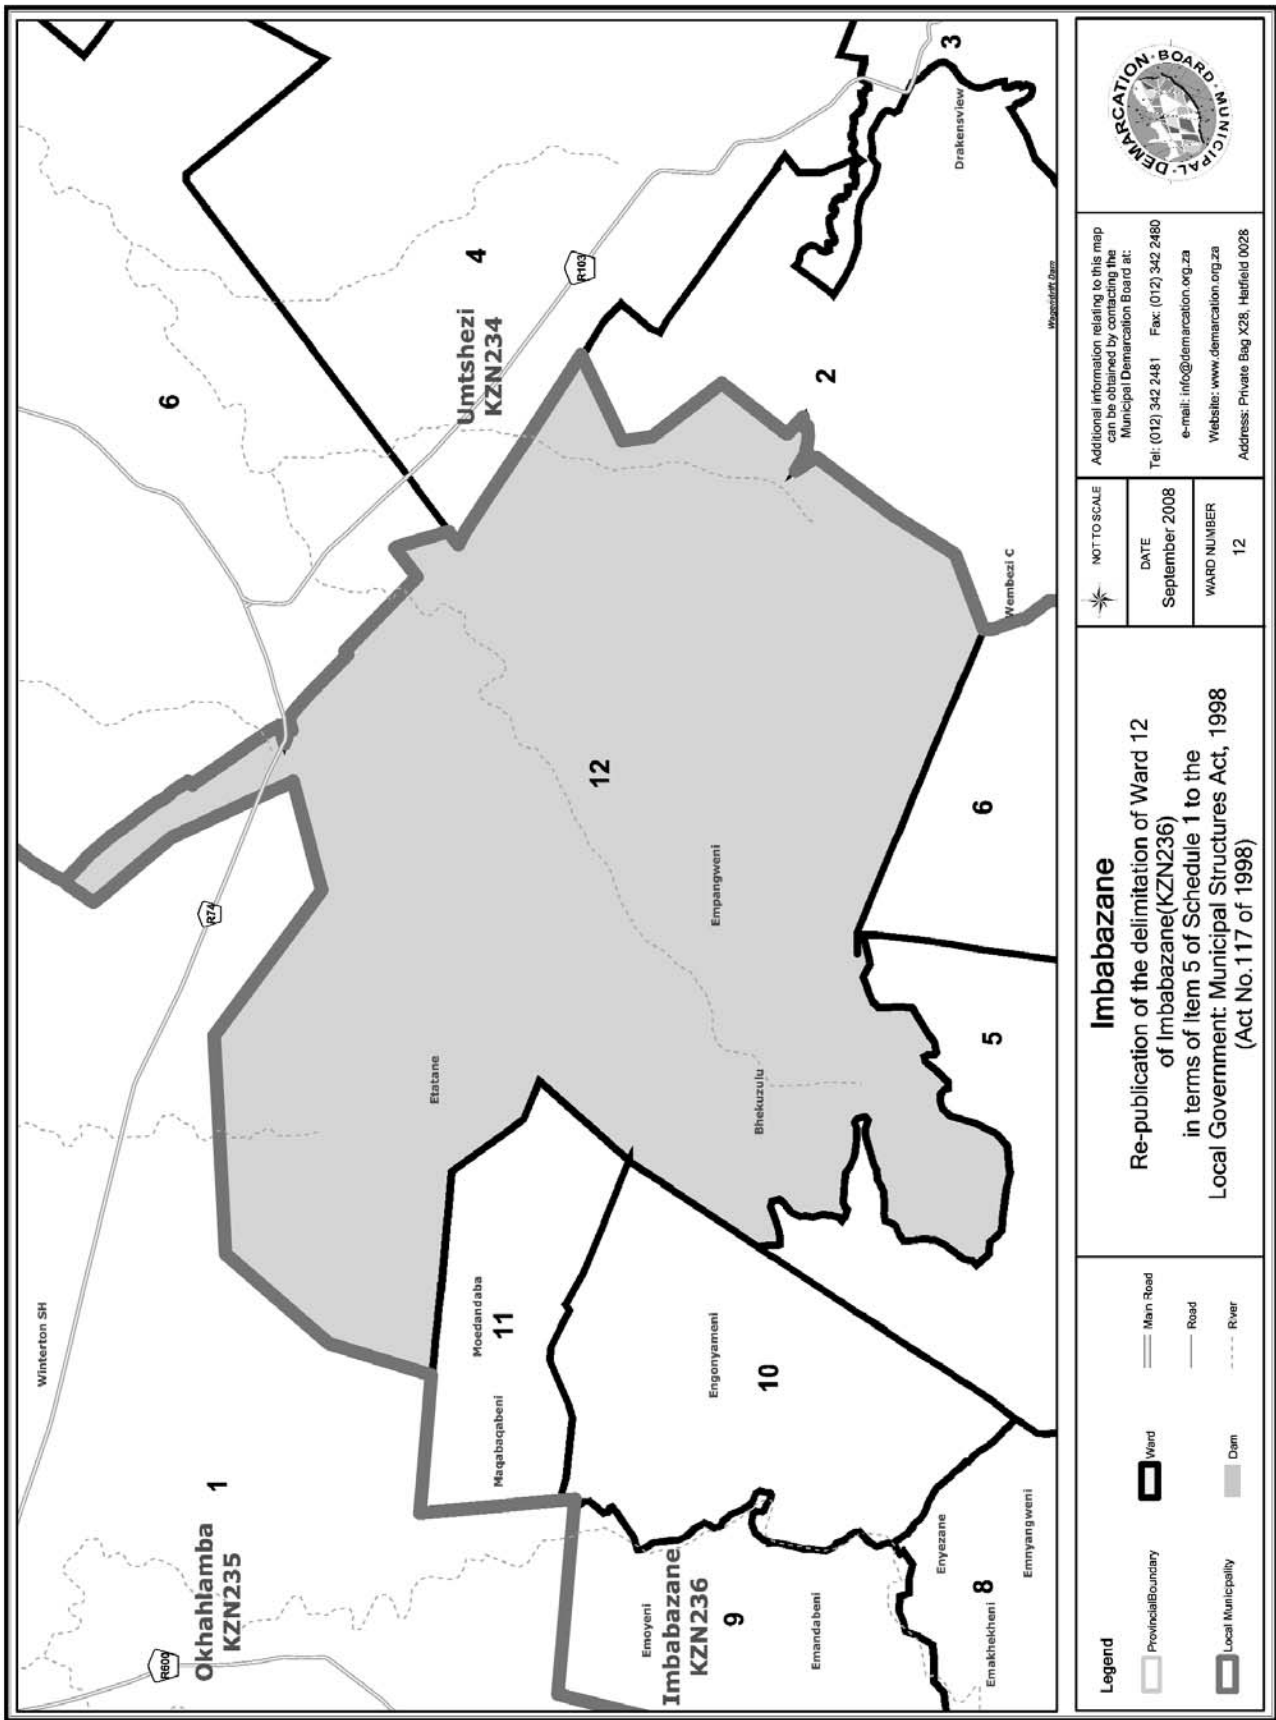 Winterton SH
R600
Okhahlamba
KZN235
1
R74
6
Umtshezi
KZN234
4
R103
3
Drakensview
2
Wagendrift Dam
Wembezi C
12
Empangweni
Etatane
Bhekuzulu
6
5
Moedandaba
11
Maqabaqabeni
Engonyameni
10
Imbabazane
KZN236
Emoyeni
9
Emandabeni
Enyezane
8
Emakhekheni
Emnyangweni
Legend
ProvincialBoundary
Ward
Main Road
Road
Local Municipality
Dam
River
Imbabazane
Re-publication of the delimitation of Ward 12
of Imbabazane(KZN236)
in terms of Item 5 of Schedule 1 to the
Local Government: Municipal Structures Act, 1998
(Act No.117 of 1998)
NOT TO SCALE
DATE
September 2008
WARD NUMBER
12
Additional information relating to this map
can be obtained by contacting the
Municipal Demarcation Board at:
Tel: (012) 342 2481 Fax: (012) 342 2480
e-mail: info@demarcation.org.za
Website: www.demarcation.org.za
Address: Private Bag X28, Hatfield 0028
MUNICIPAL · DEMARCATION · BOARD ·